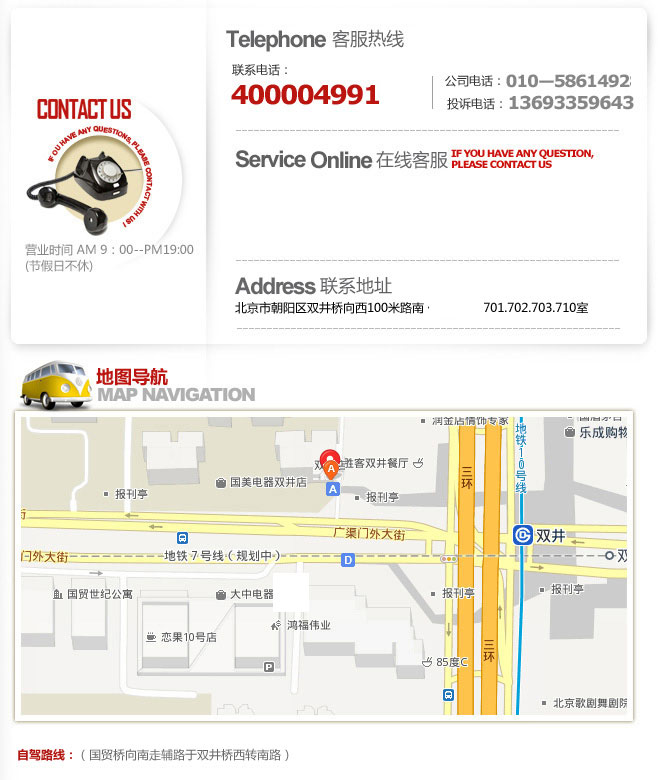 Telephone 客服热线
联系电话：
400004991
公司电话：010—5861492
投诉电话：13693359643
CONTACT US
IF YOU HAVE ANY QUESTIONS, PLEASE CONTACT WITH US !
营业时间 AM 9：00--PM19:00
(节假日不休)
Service Online 在线客服
IF YOU HAVE ANY QUESTION,
PLEASE CONTACT US
Address 联系地址
北京市朝阳区双井桥向西100米路南· 701.702.703.710室
地图导航
MAP NAVIGATION
润金店情饰专家
乐成购物
地铁10号线
三环
胜客双井餐厅
A
国美电器双井店
A
报刊亭
报刊亭
街
广渠门外大街
双井
门外大街
地铁7号线（规划中）
D
双
国贸世纪公寓
大中电器
报刊亭
报刊亭
鸿福伟业
恋果10号店
三环
85度C
P
北京歌剧舞剧院
自驾路线：（国贸桥向南走辅路于双井桥西转南路）